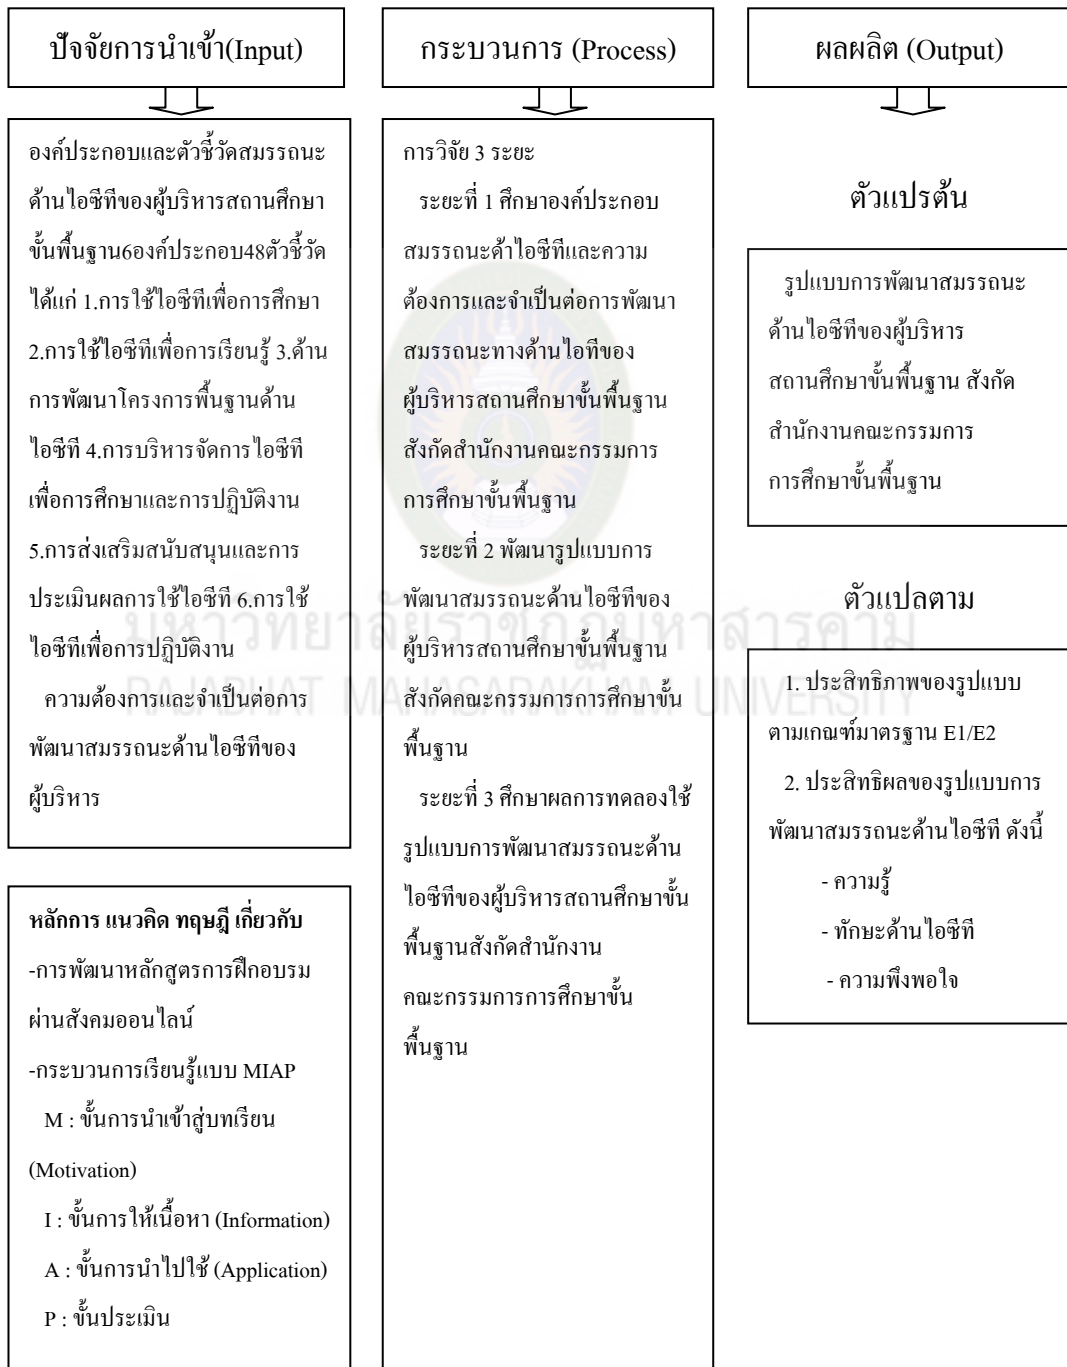 ปัจจัยการนำเข้า(Input)
องค์ประกอบและตัวชี้วัดสมรรถนะ
ด้านไอซีทีของผู้บริหารสถานศึกษา
ขั้นพื้นฐาน6องค์ประกอบ48ตัวชี้วัด
ได้แก่ 1.การใช้ไอซีทีเพื่อการศึกษา
2.การใช้ไอซีทีเพื่อการเรียนรู้ 3.ด้าน
การพัฒนาโครงการพื้นฐานด้าน
ไอซีที 4.การบริหารจัดการไอซีที
เพื่อการศึกษาและการปฏิบัติงาน
5.การส่งเสริมสนับสนุนและการ
ประเมินผลการใช้ไอซีที 6.การใช้
ไอซีทีเพื่อการปฏิบัติงาน
ความต้องการและจำเป็นต่อการ
พัฒนาสมรรถนะด้านไอซีทีของ
ผู้บริหาร
หลักการ แนวคิด ทฤษฎี เกี่ยวกับ
-การพัฒนาหลักสูตรการฝึกอบรม
ผ่านสังคมออนไลน์
-กระบวนการเรียนรู้แบบ MIAP
M : ขั้นการนำเข้าสู่บทเรียน
(Motivation)
I : ขั้นการให้เนื้อหา (Information)
A : ขั้นการนำไปใช้ (Application)
P : ขั้นประเมิน
กระบวนการ (Process)
การวิจัย 3 ระยะ
ระยะที่ 1 ศึกษาองค์ประกอบ
สมรรถนะด้าไอซีทีและความ
ต้องการและจำเป็นต่อการพัฒนา
สมรรถนะทางด้านไอทีของ
ผู้บริหารสถานศึกษาขั้นพื้นฐาน
สังกัดสำนักงานคณะกรรมการ
การศึกษาขั้นพื้นฐาน
ระยะที่ 2 พัฒนารูปแบบการ
พัฒนาสมรรถนะด้านไอซีทีของ
ผู้บริหารสถานศึกษาขั้นพื้นฐาน
สังกัดคณะกรรมการการศึกษาขั้น
พื้นฐาน
ระยะที่ 3 ศึกษาผลการทดลองใช้
รูปแบบการพัฒนาสมรรถนะด้าน
ไอซีทีของผู้บริหารสถานศึกษาขั้น
พื้นฐานสังกัดสำนักงาน
คณะกรรมการการศึกษาขั้น
พื้นฐาน
ผลผลิต (Output)
ตัวแปรต้น
รูปแบบการพัฒนาสมรรถนะ
ด้านไอซีทีของผู้บริหาร
สถานศึกษาขั้นพื้นฐาน สังกัด
สำนักงานคณะกรรมการ
การศึกษาขั้นพื้นฐาน
ตัวแปลตาม
1. ประสิทธิภาพของรูปแบบ
ตามเกณฑ์มาตรฐาน E1/E2
2. ประสิทธิผลของรูปแบบการ
พัฒนาสมรรถนะด้านไอซีที ดังนี้
- ความรู้
- ทักษะด้านไอซีที
- ความพึงพอใจ
มหาวิทยาลัยราชภัฏมหาสารคาม
RAJABHAT MAHASARAKHAM UNIVERSITY